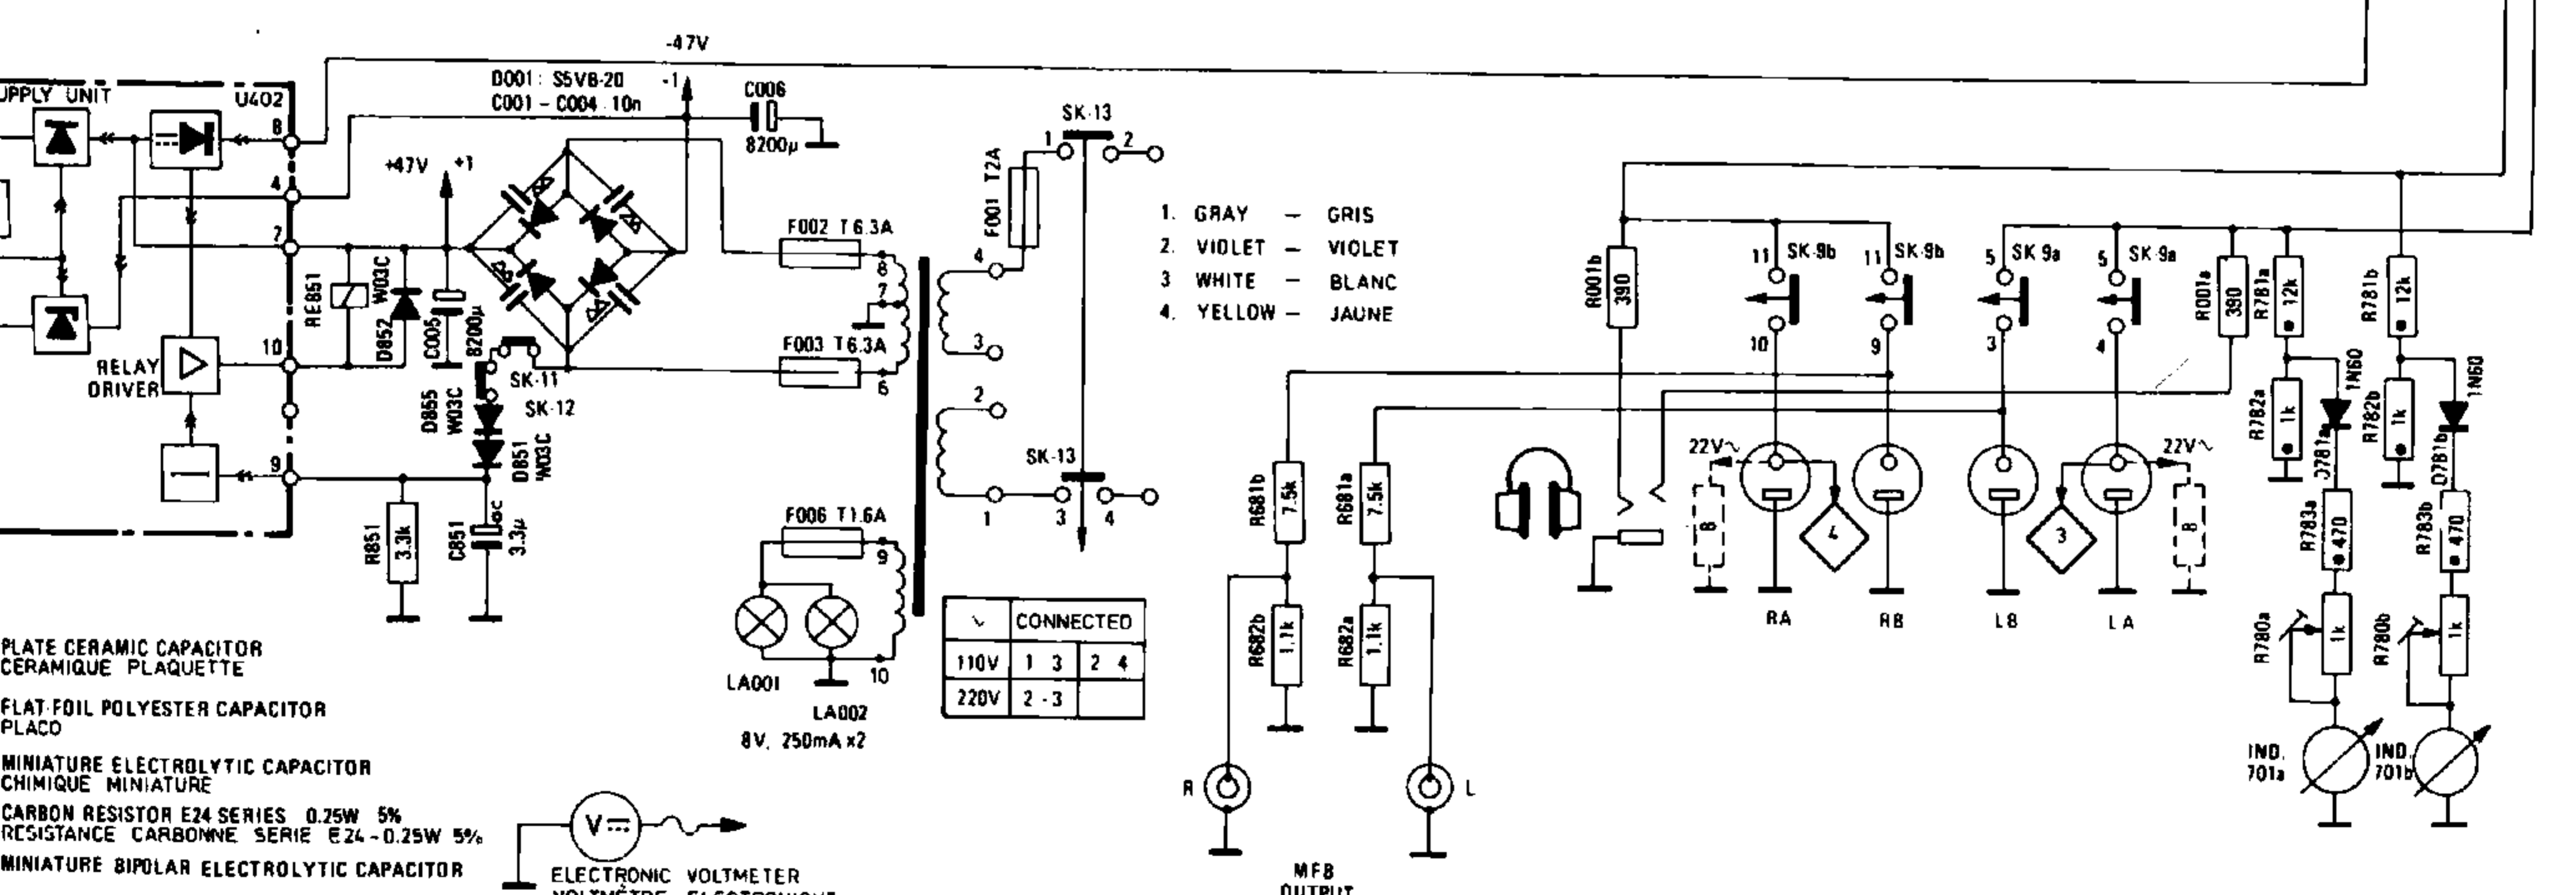 -47V
D001: S5VB-20
C001 - C004 10n
-1
C006
8200µ
UPPLY UNIT
U402
8
4
7
10
9
+47V
+1
RE851
D852
W03C
C005
8200µ
RELAY
DRIVER
SK-11
SK-12
D855
W03C
D851
W03C
R851
3.3k
C851
3.3µ
F002 T6.3A
8
7
F003 T6.3A
6
F006 T1.6A
9
10
LA001
LA002
8V, 250mA x2
SK-13
1
2
F001 T2A
4
3
2
1
SK-13
3
4
~ CONNECTED
110V 1 3 2 4
220V 2-3
1. GRAY – GRIS
2. VIOLET – VIOLET
3 WHITE – BLANC
4. YELLOW – JAUNE
R001b
390
11
SK-9b
10
11
SK-9b
9
5
SK 9a
3
5
SK-9a
4
R001a
390
R781a
12k
R781b
12k
R782a
1k
D781a
1N60
R782b
1k
D781b
1N60
R783a
470
R783b
470
R780a
1k
R780b
1k
IND.
701a
IND.
701b
22V~
8
4
3
22V~
8
RA
RB
LB
LA
R681b
7.5k
R681a
7.5k
R682b
1.1k
R682a
1.1k
R
L
MFB
OUTPUT
PLATE CERAMIC CAPACITOR
CERAMIQUE PLAQUETTE
FLAT-FOIL POLYESTER CAPACITOR
PLACO
MINIATURE ELECTROLYTIC CAPACITOR
CHIMIQUE MINIATURE
CARBON RESISTOR E24 SERIES 0.25W 5%
RESISTANCE CARBONNE SERIE E24-0.25W 5%
MINIATURE BIPOLAR ELECTROLYTIC CAPACITOR
V
ELECTRONIC VOLTMETER
VOLTMÈTRE ELECTRONIQUE